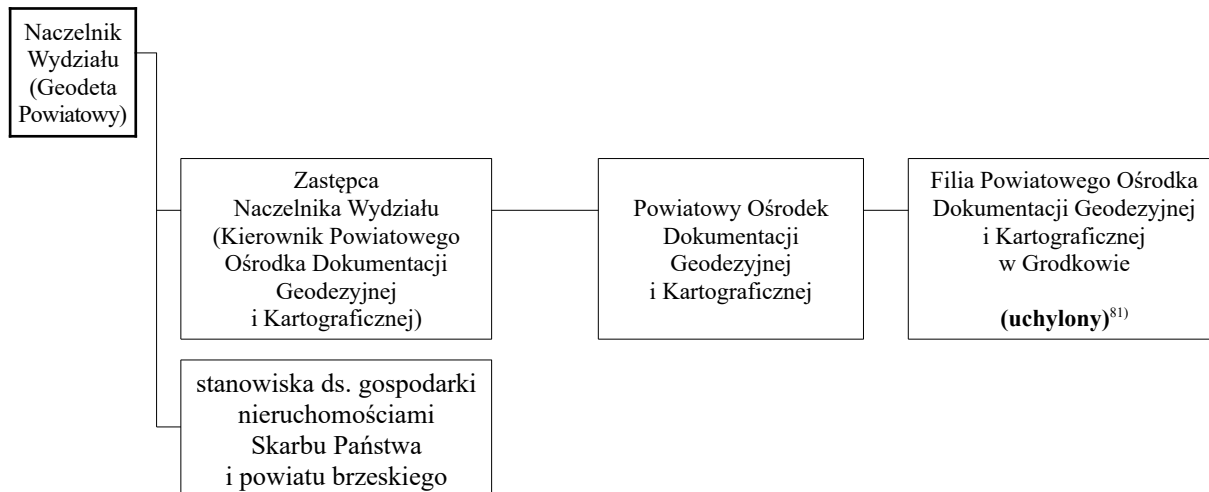 Naczelnik
Wydziału
(Geodeta
Powiatowy)
Zastępca
Naczelnika Wydziału
(Kierownik Powiatowego
Ośrodka Dokumentacji
Geodezyjnej
i Kartograficznej)
Powiatowy Ośrodek
Dokumentacji
Geodezyjnej
i Kartograficznej
Filia Powiatowego Ośrodka
Dokumentacji Geodezyjnej
i Kartograficznej
w Grodkowie
(uchylony)81)
stanowiska ds. gospodarki
nieruchomościami
Skarbu Państwa
i powiatu brzeskiego